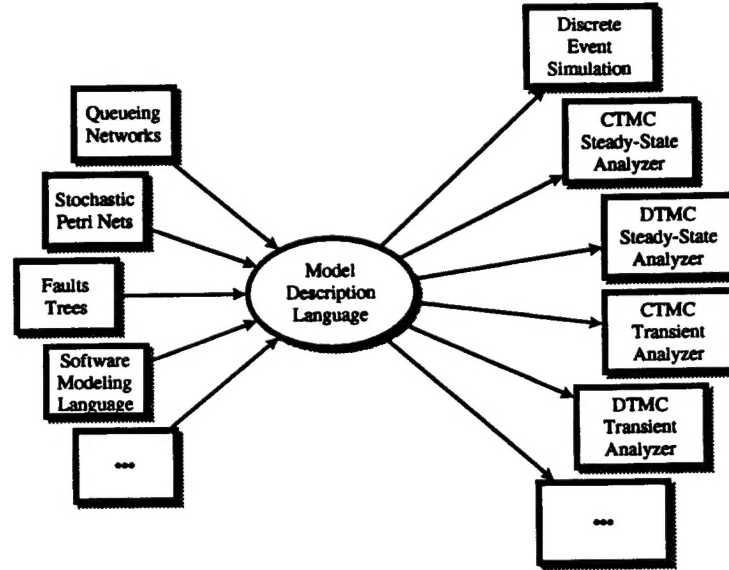 Queueing
Networks
Stochastic
Petri Nets
Faults
Trees
Software
Modeling
Language
...
Model
Description
Language
Discrete
Event
Simulation
CTMC
Steady-State
Analyzer
DTMC
Steady-State
Analyzer
CTMC
Transient
Analyzer
DTMC
Transient
Analyzer
...